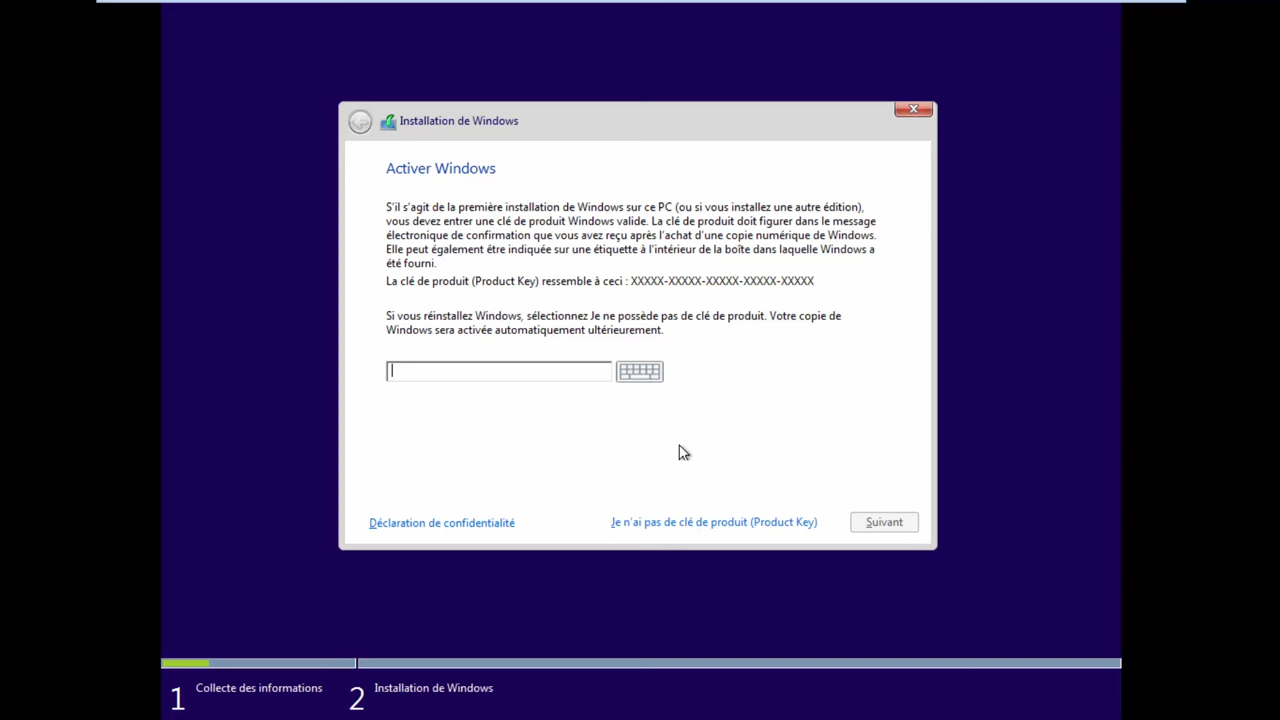 Installation de Windows
Activer Windows
S'il s'agit de la première installation de Windows sur ce PC (ou si vous installez une autre édition),
vous devez entrer une clé de produit Windows valide. La clé de produit doit figurer dans le message
électronique de confirmation que vous avez reçu après l'achat d'une copie numérique de Windows.
Elle peut également être indiquée sur une étiquette à l'intérieur de la boîte dans laquelle Windows a
été fourni.
La clé de produit (Product Key) ressemble à ceci : XXXXX-XXXXX-XXXXX-XXXXX-XXXXX
Si vous réinstallez Windows, sélectionnez Je ne possède pas de clé de produit. Votre copie de
Windows sera activée automatiquement ultérieurement.
Déclaration de confidentialité
Je n'ai pas de clé de produit (Product Key)
Suivant
1 Collecte des informations
2 Installation de Windows